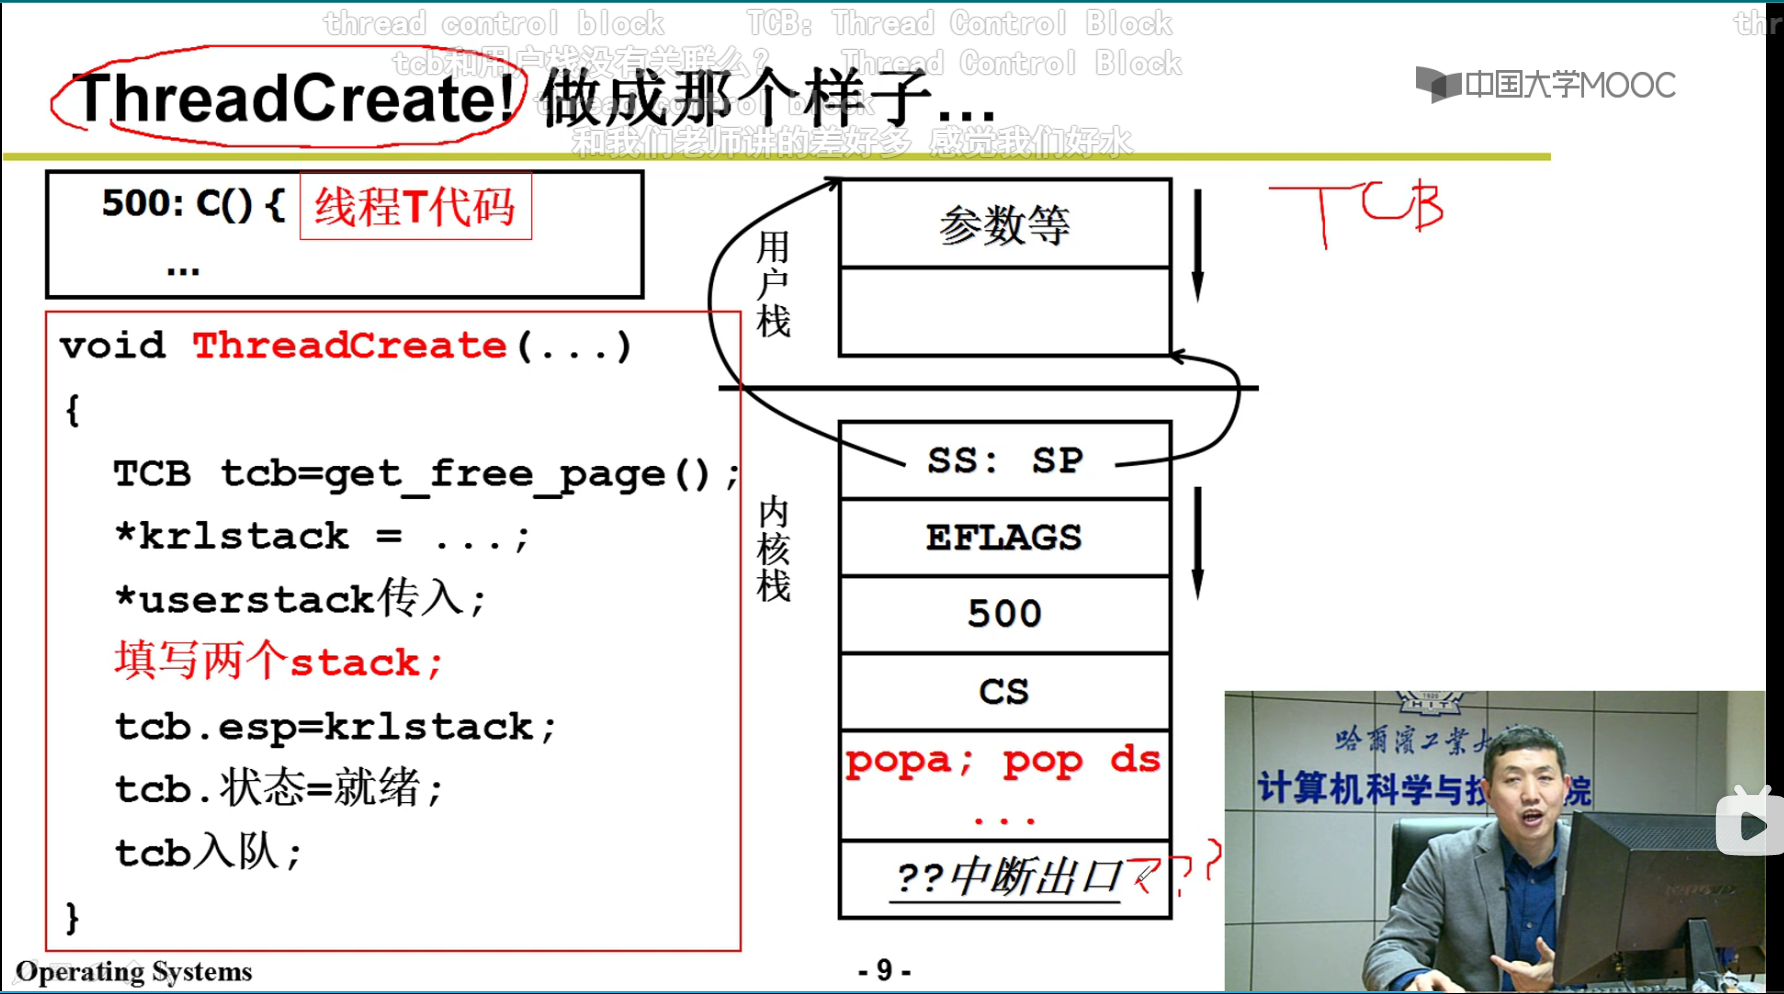 thread control block TCB: Thread Control Block thr
tcb和用户栈没有关联么? Thread Control Block
ThreadCreate! 做成那个样子...
thread control block
中国大学MOOC
和我们老师讲的差好多 感觉我们好水
500: C() { 线程T代码
...
void ThreadCreate(...)
{
TCB tcb=get_free_page();
*krlstack = ...;
*userstack传入;
填写两个stack;
tcb.esp=krlstack;
tcb.状态=就绪;
tcb入队;
}
用户栈
参数等
TCB
内核栈
SS: SP
EFLAGS
500
CS
popa; pop ds
...
??中断出口???
HIT
哈尔滨工业大
计算机科学与技 院
Operating Systems
- 9 -